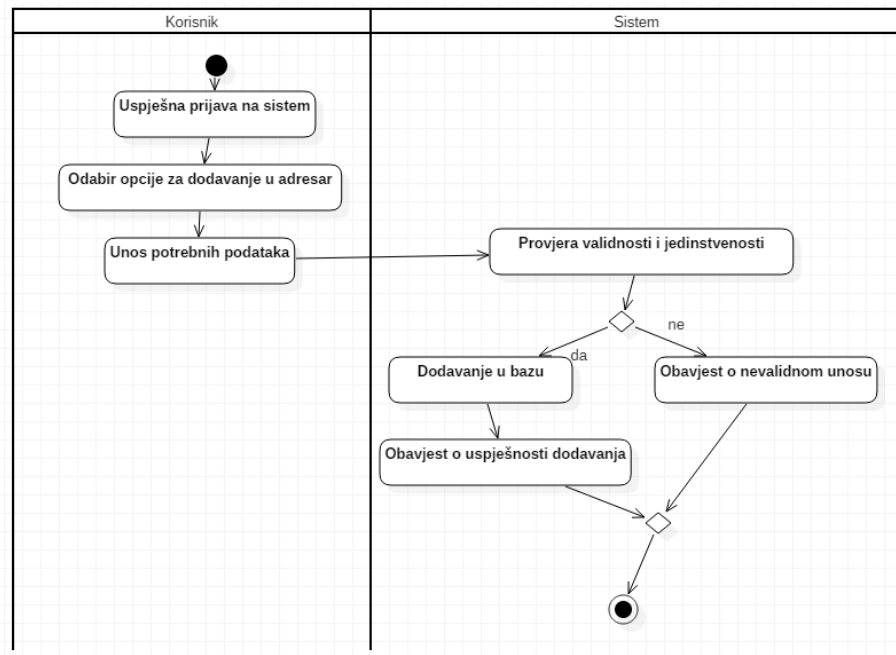 Korisnik
Sistem
Uspješna prijava na sistem
Odabir opcije za dodavanje u adresar
Unos potrebnih podataka
Provjera validnosti i jedinstvenosti
ne
da
Dodavanje u bazu
Obavjest o nevalidnom unosu
Obavjest o uspješnosti dodavanja